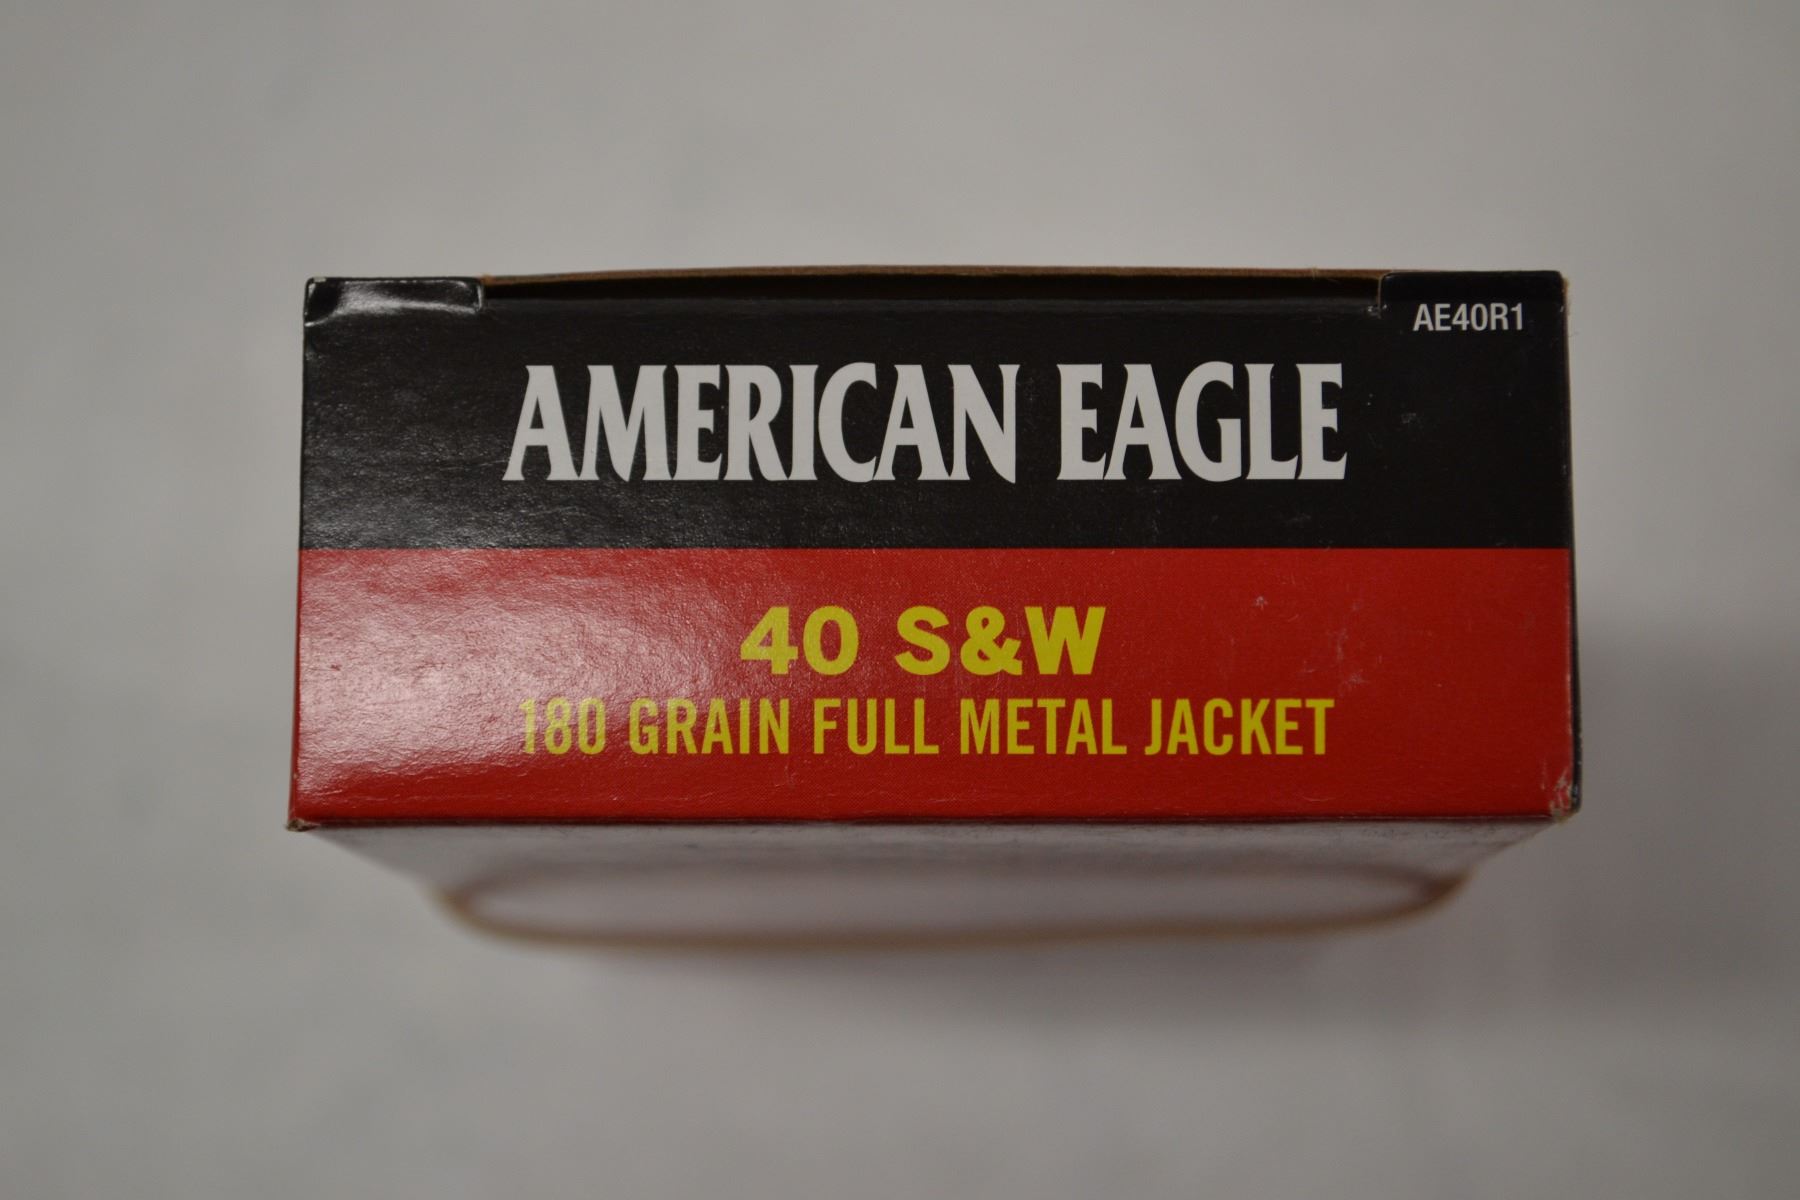 AE40R1
AMERICAN EAGLE
40 S&W
180 GRAIN FULL METAL JACKET